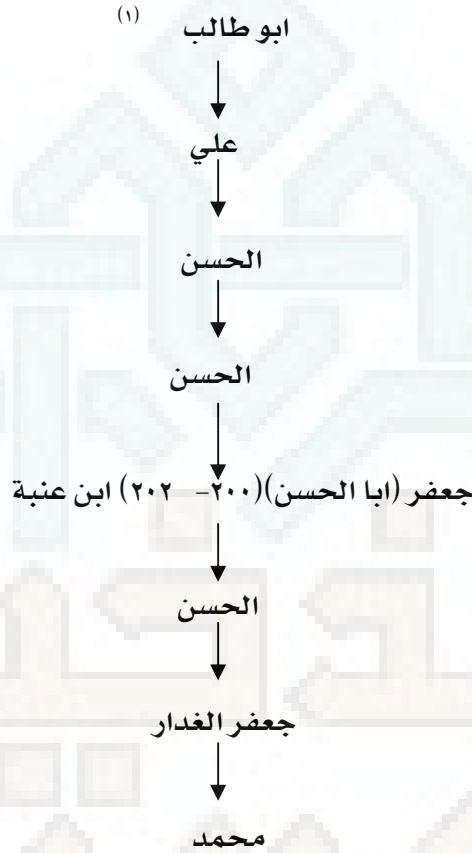 (١)
ابو طالب
علي
الحسن
الحسن
جعفر (ابا الحسن)(٢٠٠- ٢٠٢) ابن عنبة
الحسن
جعفر الغدار
محمد